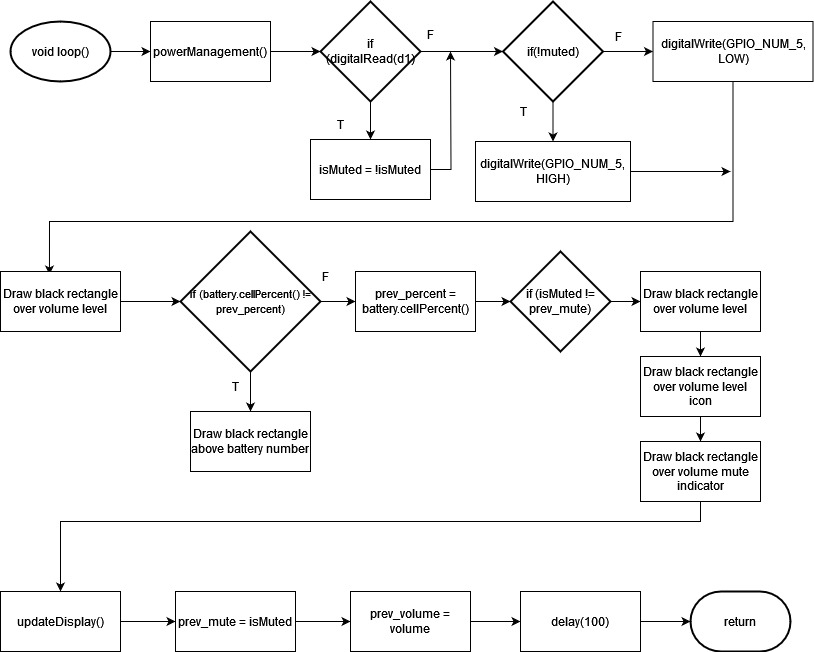 void loop()
powerManagement()
if
(digitalRead(d1)
F
T
isMuted = !isMuted
if(!muted)
F
T
digitalWrite(GPIO_NUM_5,
LOW)
digitalWrite(GPIO_NUM_5,
HIGH)
Draw black rectangle
over volume level
if (battery.cellPercent() !=
prev_percent)
F
T
Draw black rectangle
above battery number
prev_percent =
battery.cellPercent()
if (isMuted !=
prev_mute)
Draw black rectangle
over volume level
Draw black rectangle
over volume level
icon
Draw black rectangle
over volume mute
indicator
updateDisplay()
prev_mute = isMuted
prev_volume =
volume
delay(100)
return